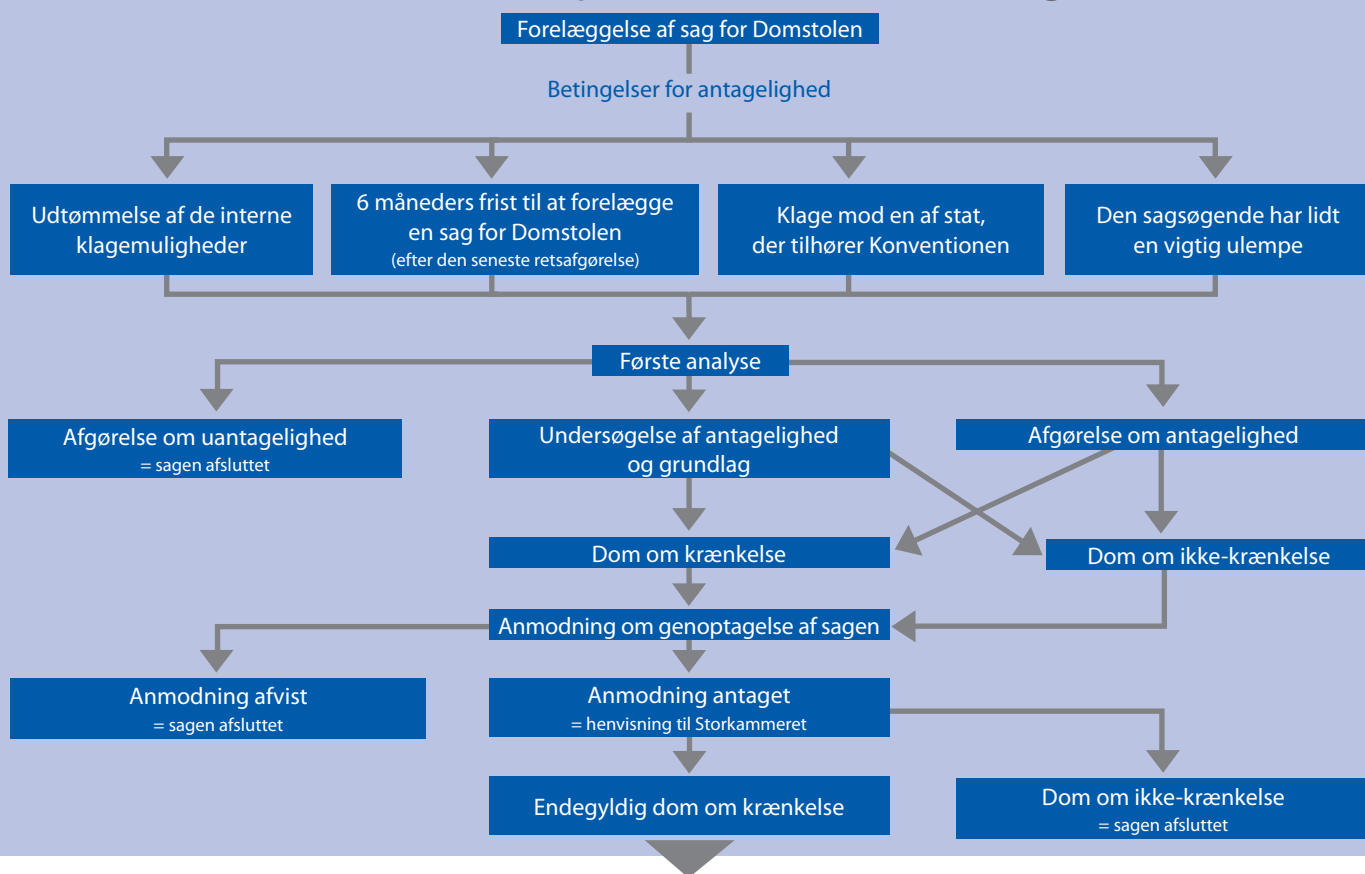 Forelæggelse af sag for Domstolen
Betingelser for antagelighed
Udtømmelse af de interne
klagemuligheder
6 måneders frist til at forelægge
en sag for Domstolen
(efter den seneste retsafgørelse)
Klage mod en af stat,
der tilhører Konventionen
Den sagsøgende har lidt
en vigtig ulempe
Første analyse
Afgørelse om uantagelighed
= sagen afsluttet
Undersøgelse af antagelighed
og grundlag
Afgørelse om antagelighed
Dom om krænkelse
Dom om ikke-krænkelse
Anmodning om genoptagelse af sagen
Anmodning afvist
= sagen afsluttet
Anmodning antaget
= henvisning til Storkammeret
Endegyldig dom om krænkelse
Dom om ikke-krænkelse
= sagen afsluttet